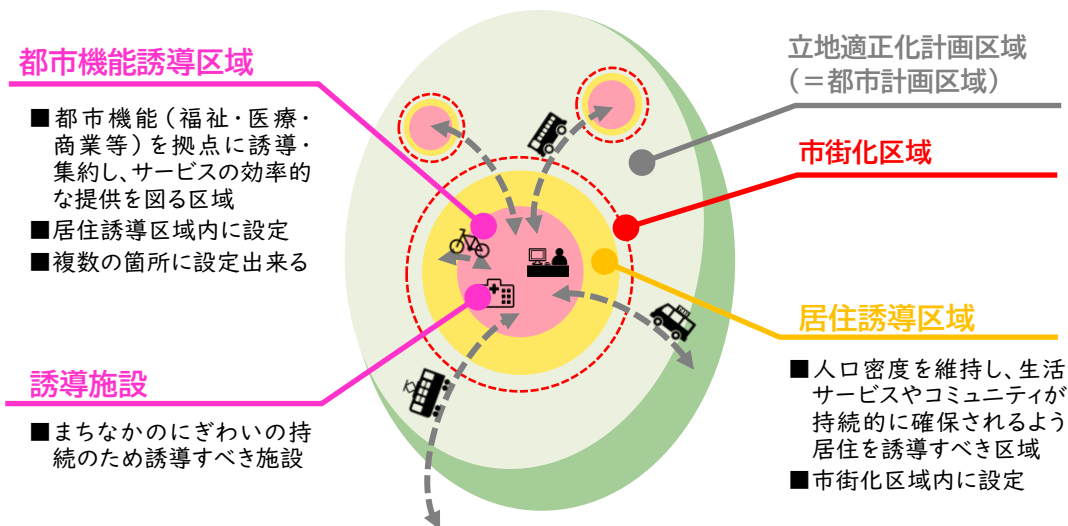 都市機能誘導区域
■都市機能(福祉・医療・
商業等)を拠点に誘導・
集約し、サービスの効率的
な提供を図る区域
■居住誘導区域内に設定
■複数の箇所に設定出来る
誘導施設
■まちなかのにぎわいの持
続のため誘導すべき施設
立地適正化計画区域
(=都市計画区域)
市街化区域
居住誘導区域
■人口密度を維持し、生活
サービスやコミュニティが
持続的に確保されるよう
居住を誘導すべき区域
■市街化区域内に設定